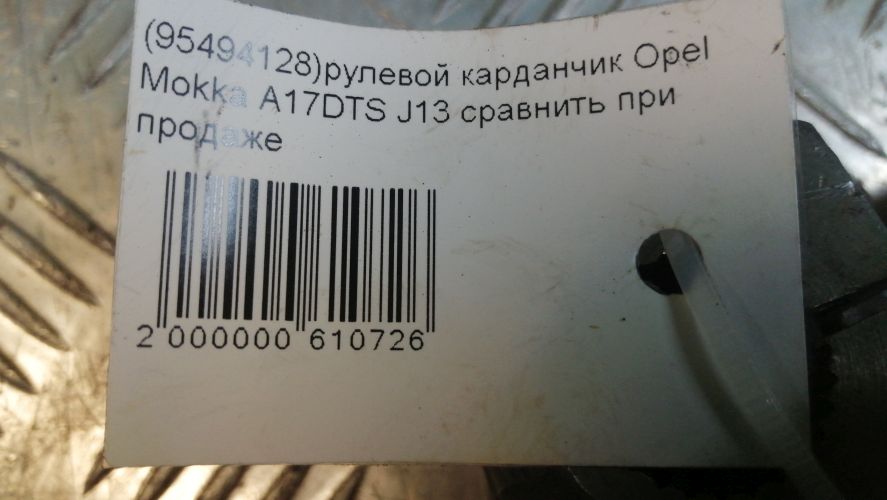 (95494128)рулевой карданчик Opel
Mokka A17DTS J13 сравнить при
продаже
2 000000 610726